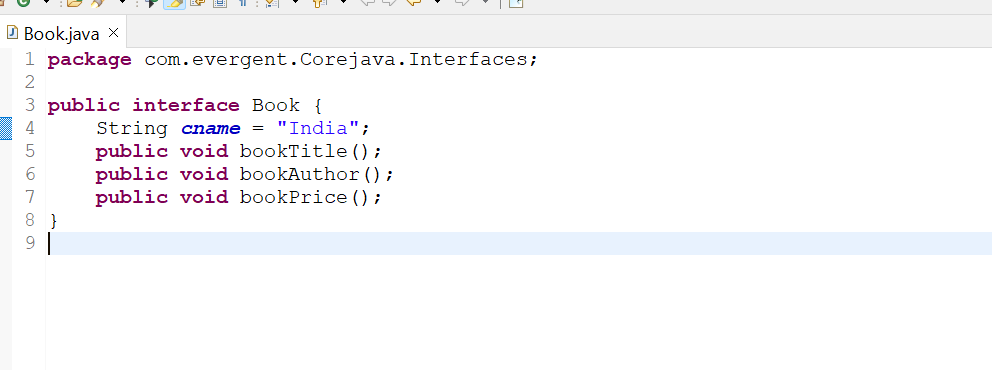 Book.java
1 package com.evergent.Corejava.Interfaces;
2
3 public interface Book {
4     String cname = "India";
5     public void bookTitle();
6     public void bookAuthor();
7     public void bookPrice();
8 }
9